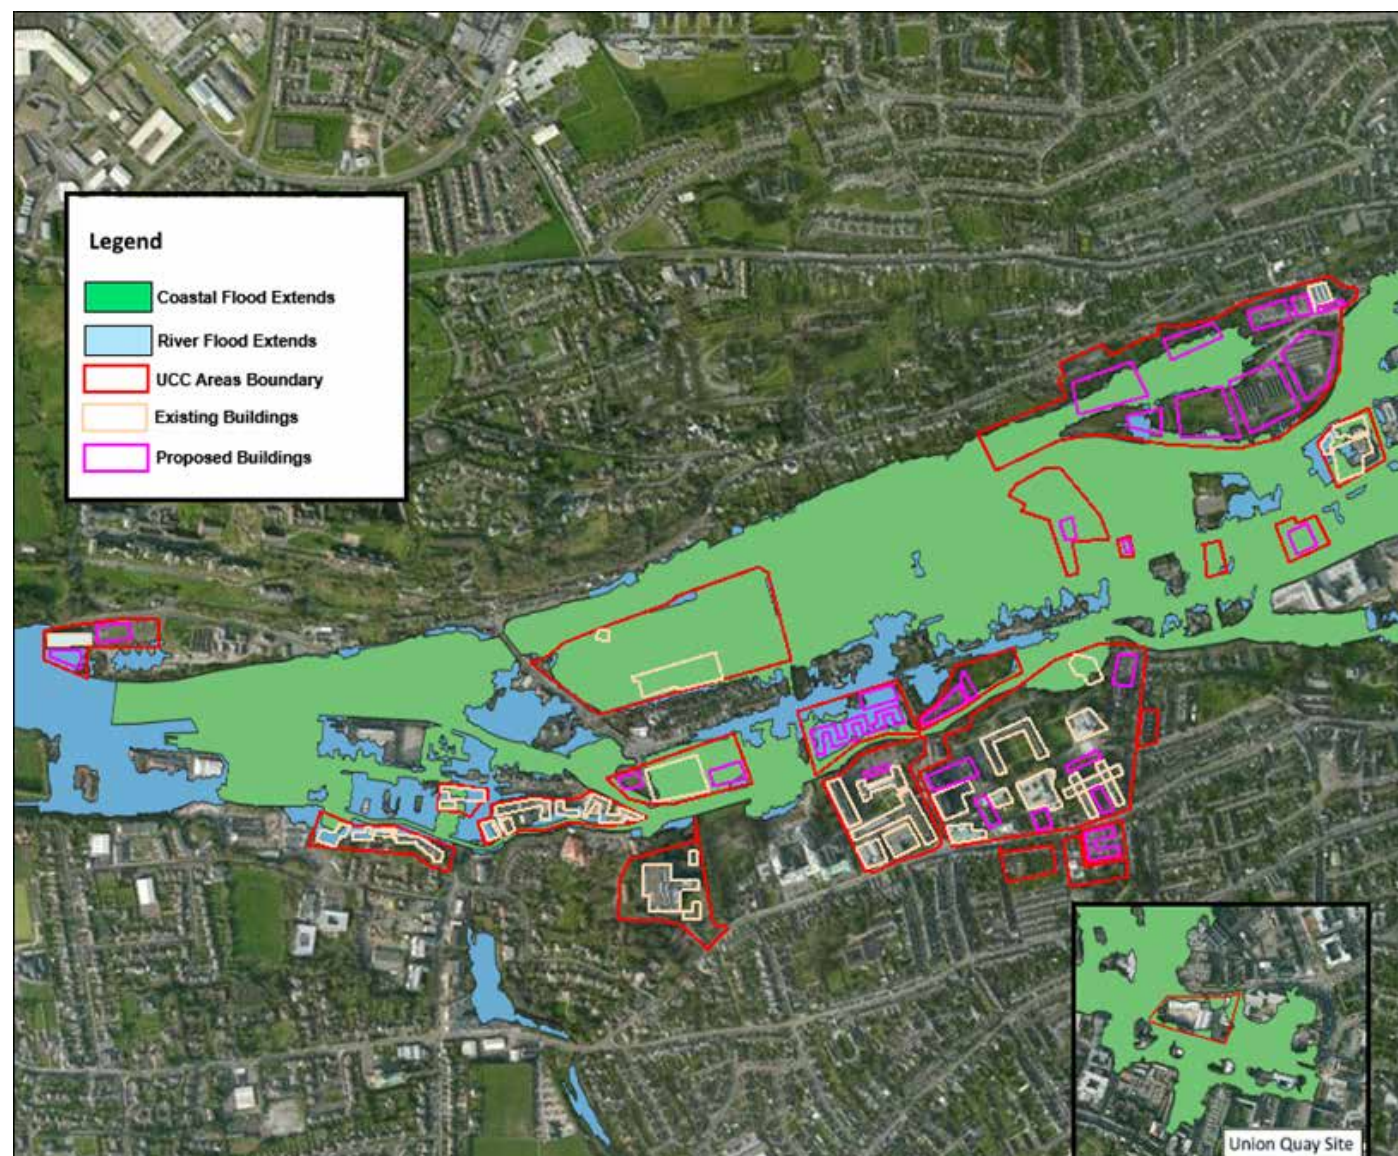 Legend
Coastal Flood Extends
River Flood Extends
UCC Areas Boundary
Existing Buildings
Proposed Buildings
Union Quay Site